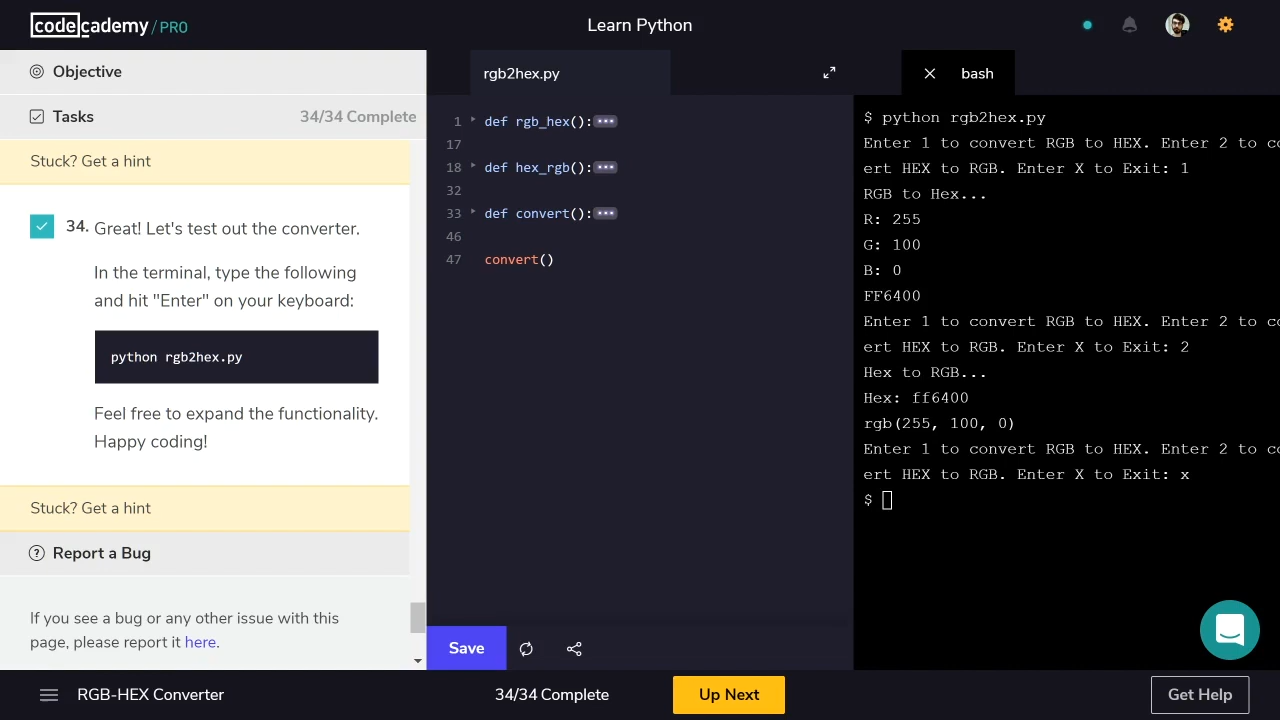 codecademy / PRO
Learn Python
Objective
Tasks 34/34 Complete
Stuck? Get a hint
34. Great! Let's test out the converter.
In the terminal, type the following
and hit "Enter" on your keyboard:
python rgb2hex.py
Feel free to expand the functionality.
Happy coding!
Stuck? Get a hint
Report a Bug
If you see a bug or any other issue with this
page, please report it here.
rgb2hex.py
1 def rgb_hex():
17
18 def hex_rgb():
32
33 def convert():
46
47 convert()
Save
bash
$ python rgb2hex.py
Enter 1 to convert RGB to HEX. Enter 2 to co
ert HEX to RGB. Enter X to Exit: 1
RGB to Hex...
R: 255
G: 100
B: 0
FF6400
Enter 1 to convert RGB to HEX. Enter 2 to co
ert HEX to RGB. Enter X to Exit: 2
Hex to RGB...
Hex: ff6400
rgb(255, 100, 0)
Enter 1 to convert RGB to HEX. Enter 2 to co
ert HEX to RGB. Enter X to Exit: x
$
RGB-HEX Converter
34/34 Complete
Up Next
Get Help